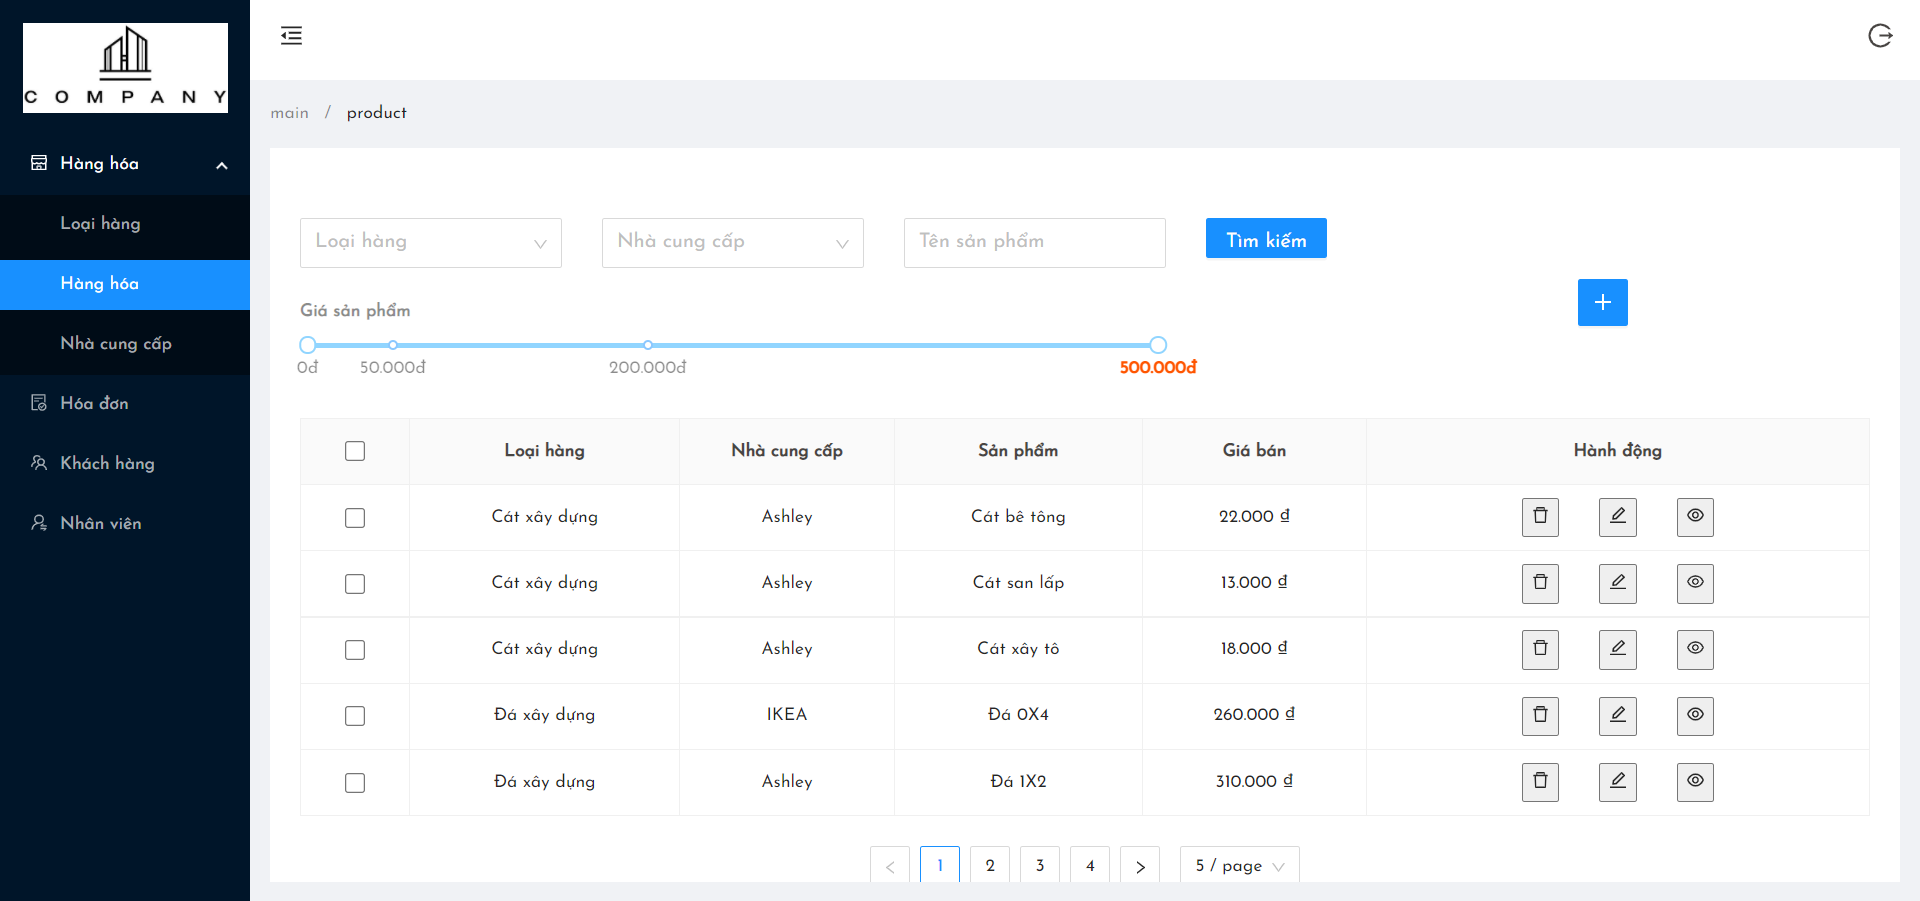 COMPANY
Hàng hóa
Loại hàng
Hàng hóa
Nhà cung cấp
Hóa đơn
Khách hàng
Nhân viên
main / product
Loại hàng Nhà cung cấp Tên sản phẩm Tìm kiếm
Giá sản phẩm
0đ 50.000đ 200.000đ 500.000đ
Loại hàng Nhà cung cấp Sản phẩm Giá bán Hành động
Cát xây dựng Ashley Cát bê tông 22.000 ₫
Cát xây dựng Ashley Cát san lấp 13.000 ₫
Cát xây dựng Ashley Cát xây tô 18.000 ₫
Đá xây dựng IKEA Đá 0X4 260.000 ₫
Đá xây dựng Ashley Đá 1X2 310.000 ₫
< 1 2 3 4 > 5 / page